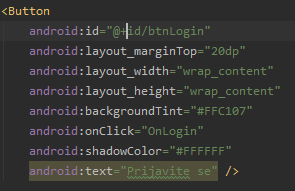 <Button
android:id="@+id/btnLogin"
android:layout_marginTop="20dp"
android:layout_width="wrap_content"
android:layout_height="wrap_content"
android:backgroundTint="#FFC107"
android:onClick="OnLogin"
android:shadowColor="#FFFFFF"
android:text="Prijavite se" />